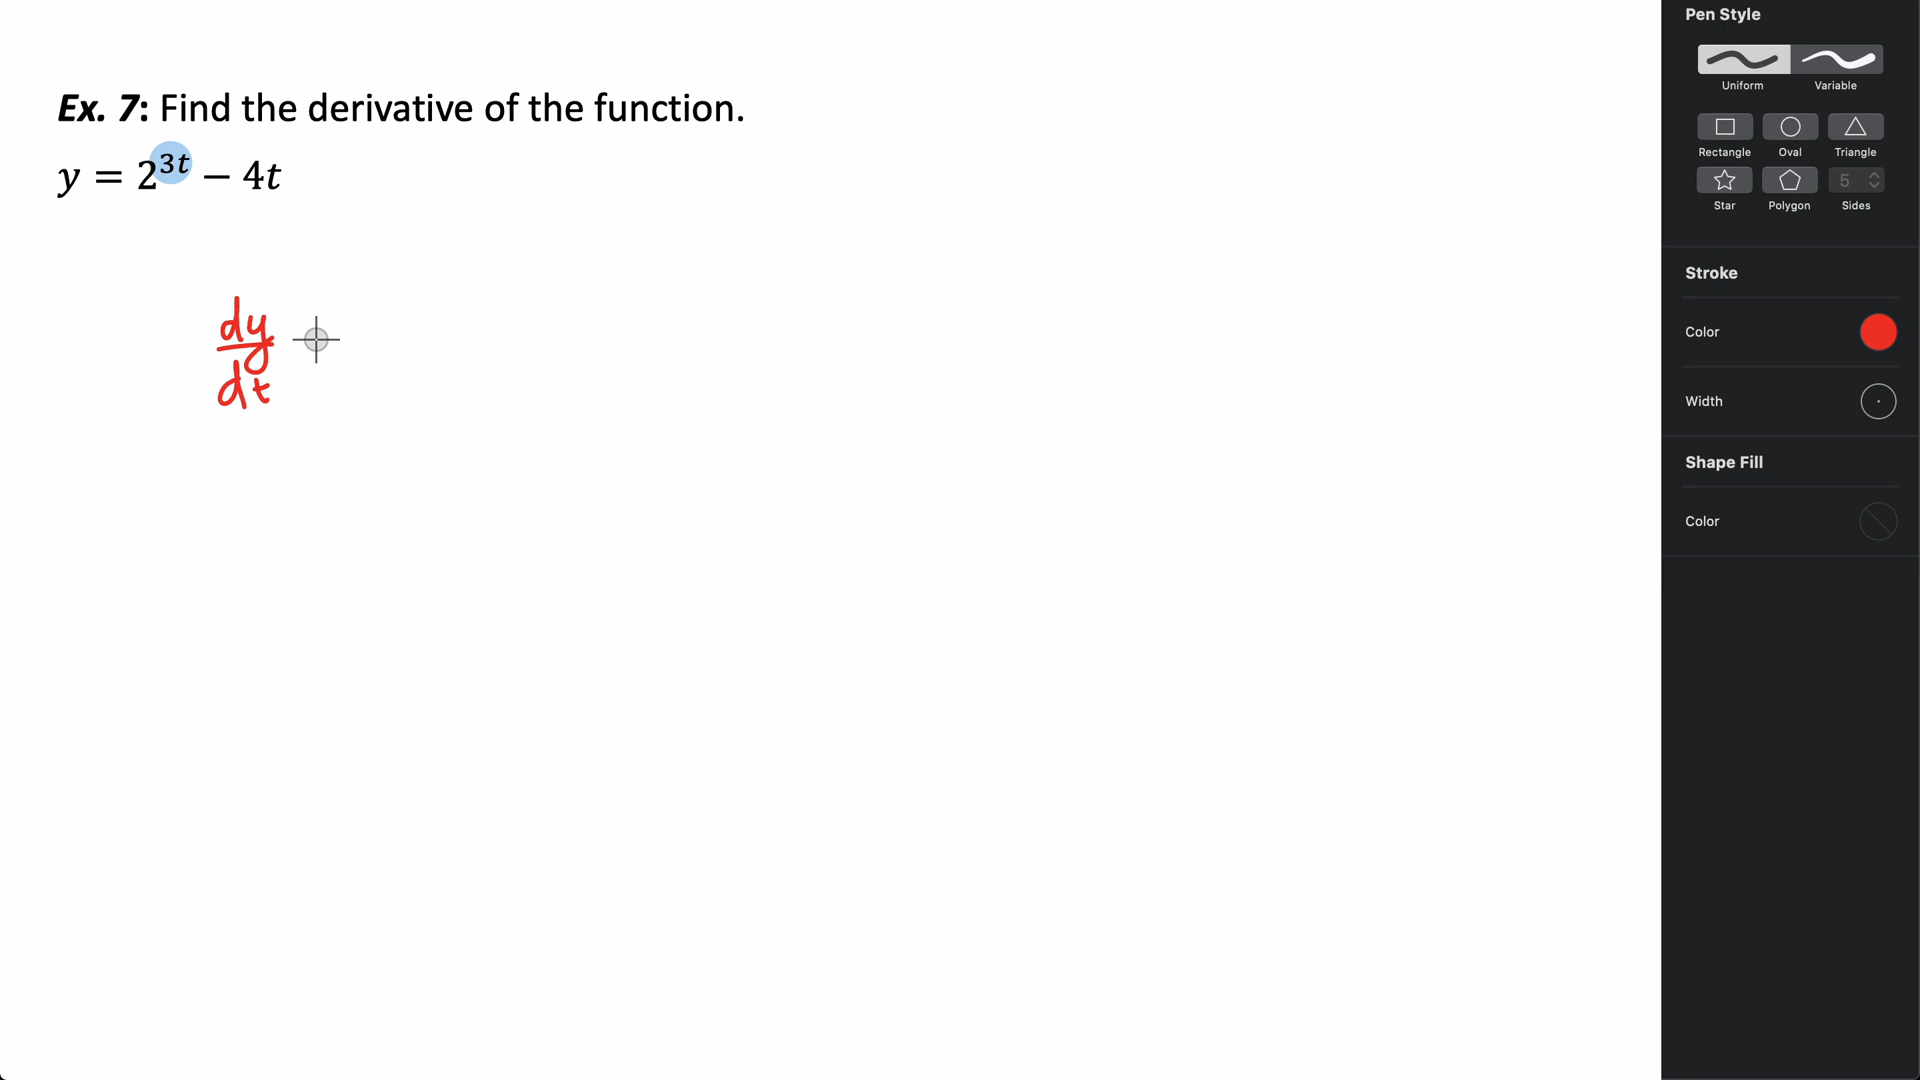 Ex. 7: Find the derivative of the function.
y = 2^{3t} − 4t
dy
dt
Pen Style
Uniform Variable
Rectangle Oval Triangle
5
Star Polygon Sides
Stroke
Color
Width
Shape Fill
Color